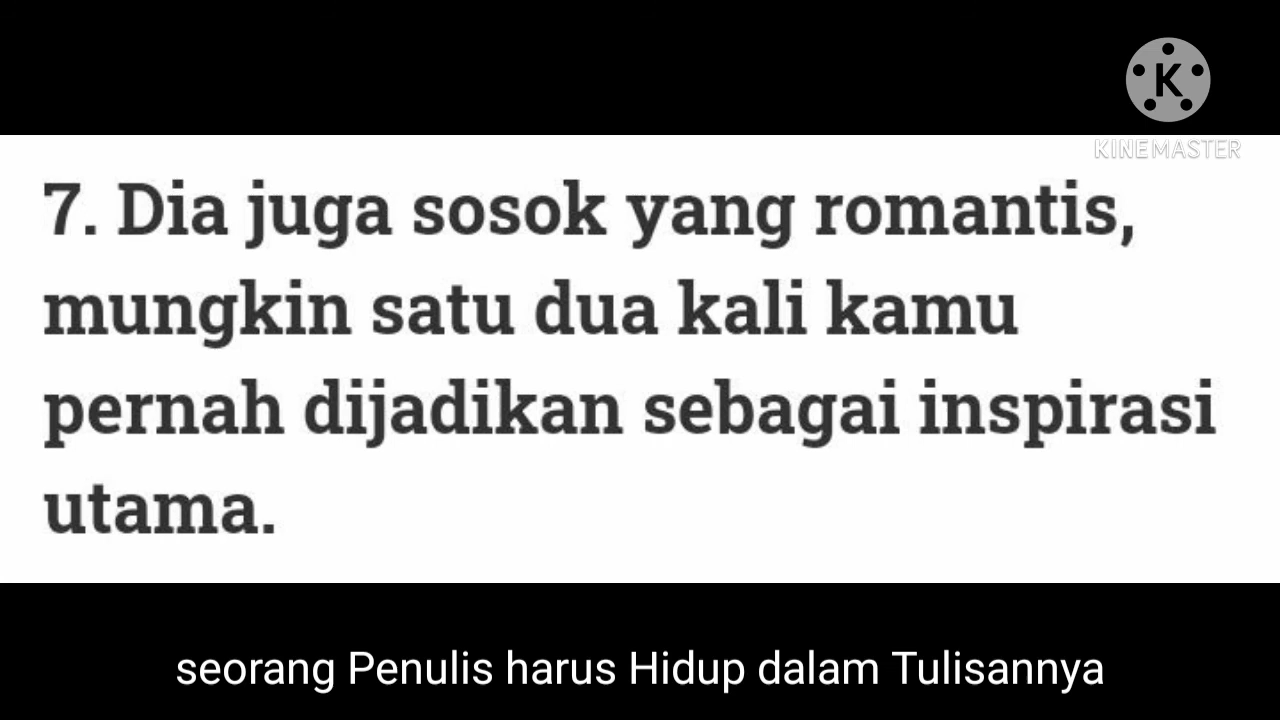 K
KINEMASTER
7. Dia juga sosok yang romantis,
mungkin satu dua kali kamu
pernah dijadikan sebagai inspirasi
utama.
seorang Penulis harus Hidup dalam Tulisannya